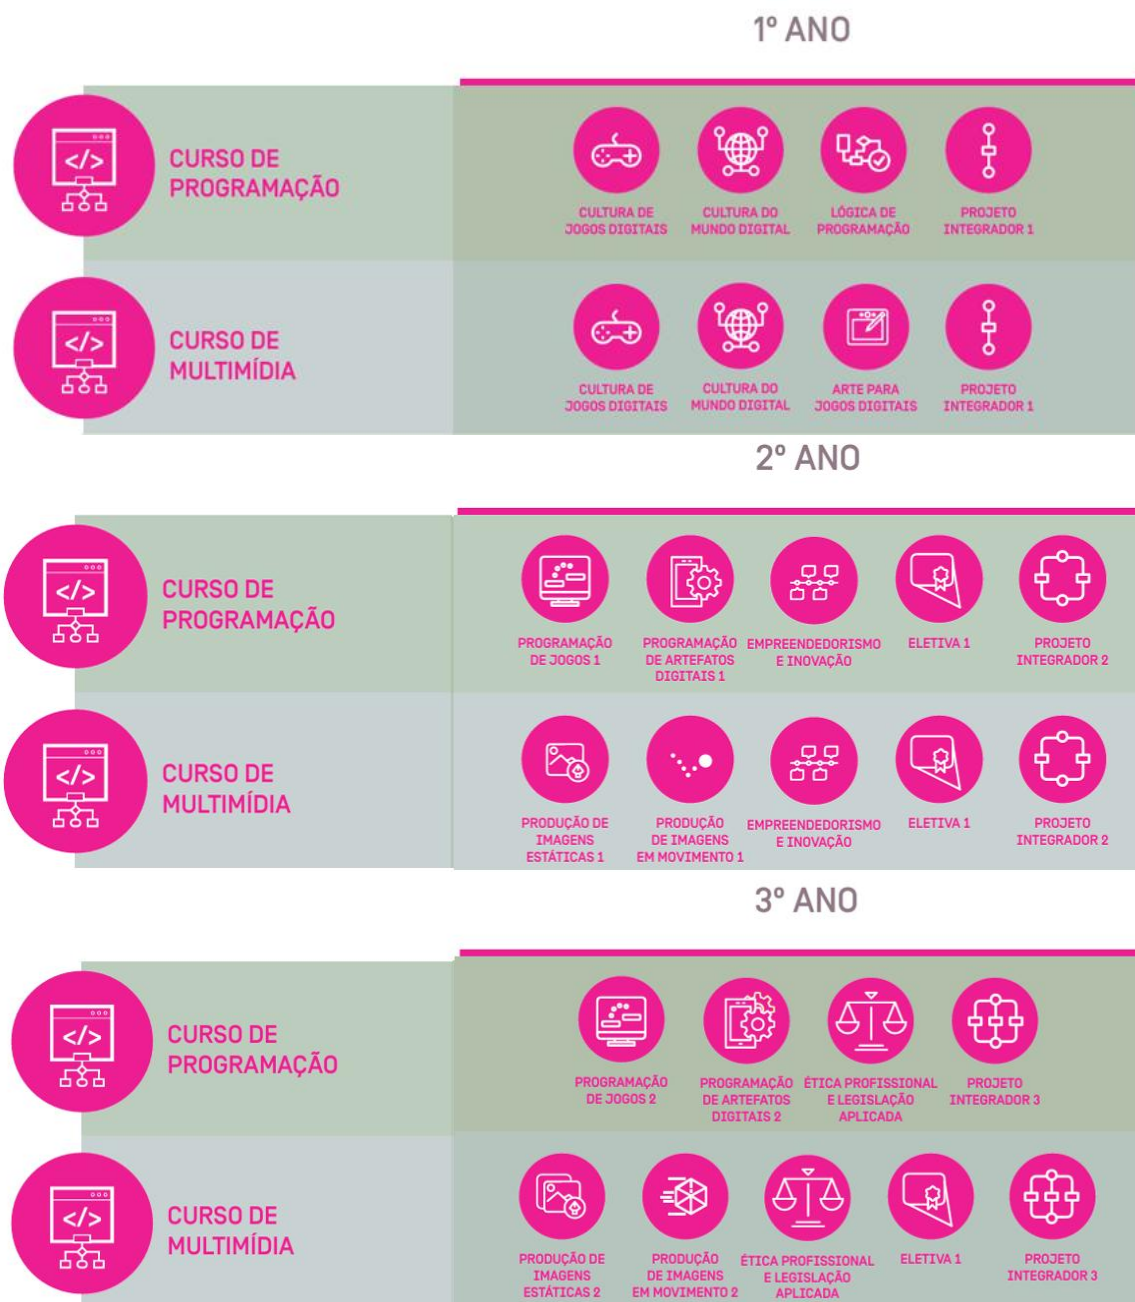 1º ANO
</>
CURSO DE
PROGRAMAÇÃO
CULTURA DE
JOGOS DIGITAIS
CULTURA DO
MUNDO DIGITAL
LÓGICA DE
PROGRAMAÇÃO
PROJETO
INTEGRADOR 1
</>
CURSO DE
MULTIMÍDIA
CULTURA DE
JOGOS DIGITAIS
CULTURA DO
MUNDO DIGITAL
ARTE PARA
JOGOS DIGITAIS
PROJETO
INTEGRADOR 1
2º ANO
</>
CURSO DE
PROGRAMAÇÃO
PROGRAMAÇÃO
DE JOGOS 1
PROGRAMAÇÃO
DE ARTEFATOS
DIGITAIS 1
EMPREENDEDORISMO
E INOVAÇÃO
ELETIVA 1
PROJETO
INTEGRADOR 2
</>
CURSO DE
MULTIMÍDIA
PRODUÇÃO DE
IMAGENS
ESTÁTICAS 1
PRODUÇÃO
DE IMAGENS
EM MOVIMENTO 1
EMPREENDEDORISMO
E INOVAÇÃO
ELETIVA 1
PROJETO
INTEGRADOR 2
3º ANO
</>
CURSO DE
PROGRAMAÇÃO
PROGRAMAÇÃO
DE JOGOS 2
PROGRAMAÇÃO
DE ARTEFATOS
DIGITAIS 2
ÉTICA PROFISSIONAL
E LEGISLAÇÃO
APLICADA
PROJETO
INTEGRADOR 3
</>
CURSO DE
MULTIMÍDIA
PRODUÇÃO DE
IMAGENS
ESTÁTICAS 2
PRODUÇÃO
DE IMAGENS
EM MOVIMENTO 2
ÉTICA PROFISSIONAL
E LEGISLAÇÃO
APLICADA
ELETIVA 1
PROJETO
INTEGRADOR 3